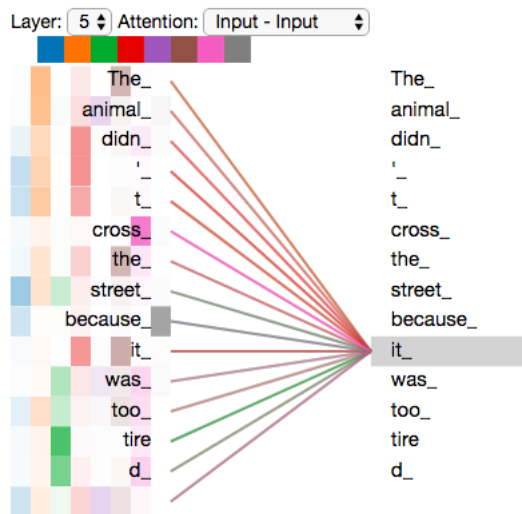 Layer: 5 Attention: Input - Input
The_ The_
animal_ animal_
didn_ didn_
'_ '_
t_ t_
cross_ cross_
the_ the_
street_ street_
because_ because_
it_ it_
was_ was_
too_ too_
tire tire
d_ d_